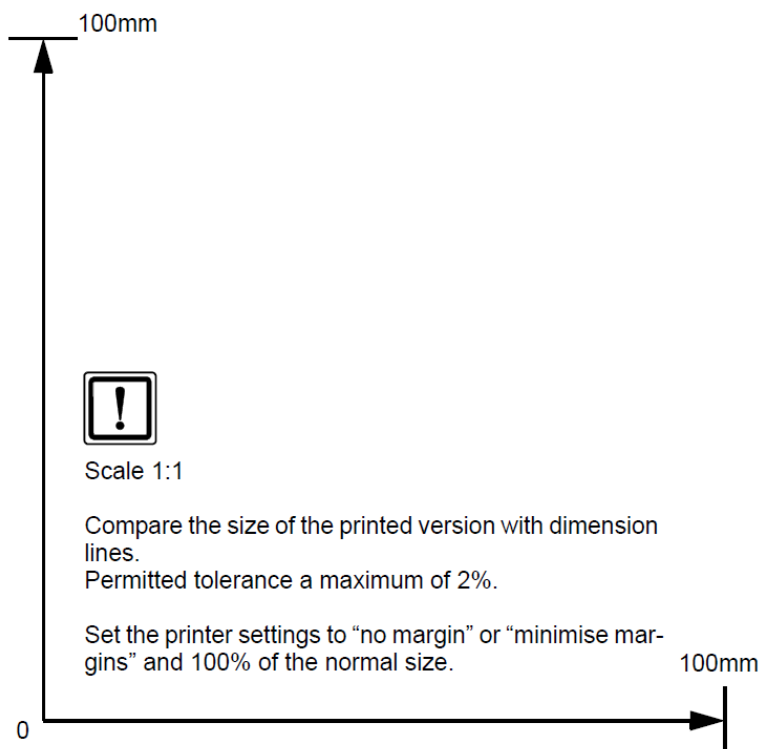 100mm
!
Scale 1:1
Compare the size of the printed version with dimension
lines.
Permitted tolerance a maximum of 2%.
Set the printer settings to “no margin” or “minimise mar-
gins” and 100% of the normal size.
100mm
0